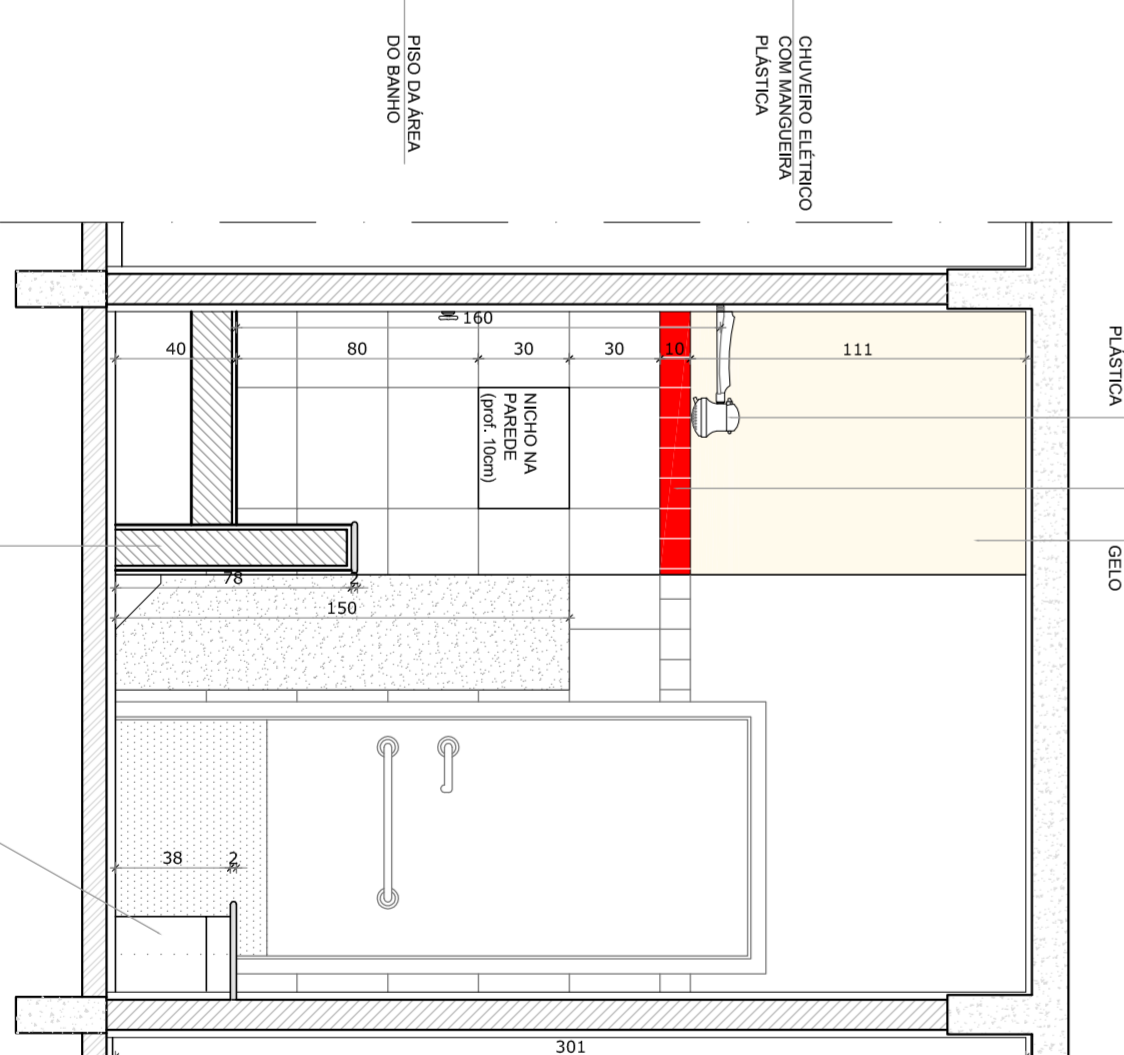 PISO DA ÁREA
DO BANHO
CHUVEIRO ELÉTRICO
COM MANGUEIRA
PLÁSTICA
PLÁSTICA
GELO
160
40
80
30
30
10
111
NICHO NA
PAREDE
(prof. 10cm)
78
2
150
38
2
301